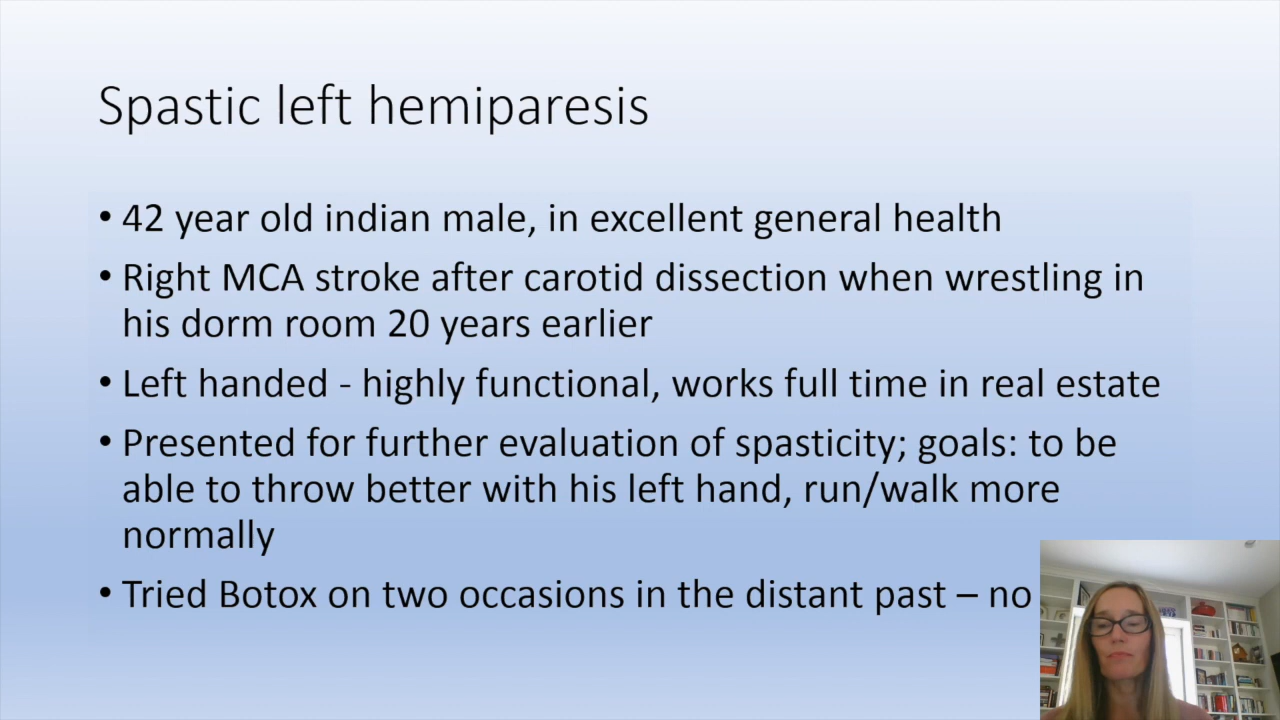 Spastic left hemiparesis
• 42 year old indian male, in excellent general health
• Right MCA stroke after carotid dissection when wrestling in
his dorm room 20 years earlier
• Left handed - highly functional, works full time in real estate
• Presented for further evaluation of spasticity; goals: to be
able to throw better with his left hand, run/walk more
normally
• Tried Botox on two occasions in the distant past – no